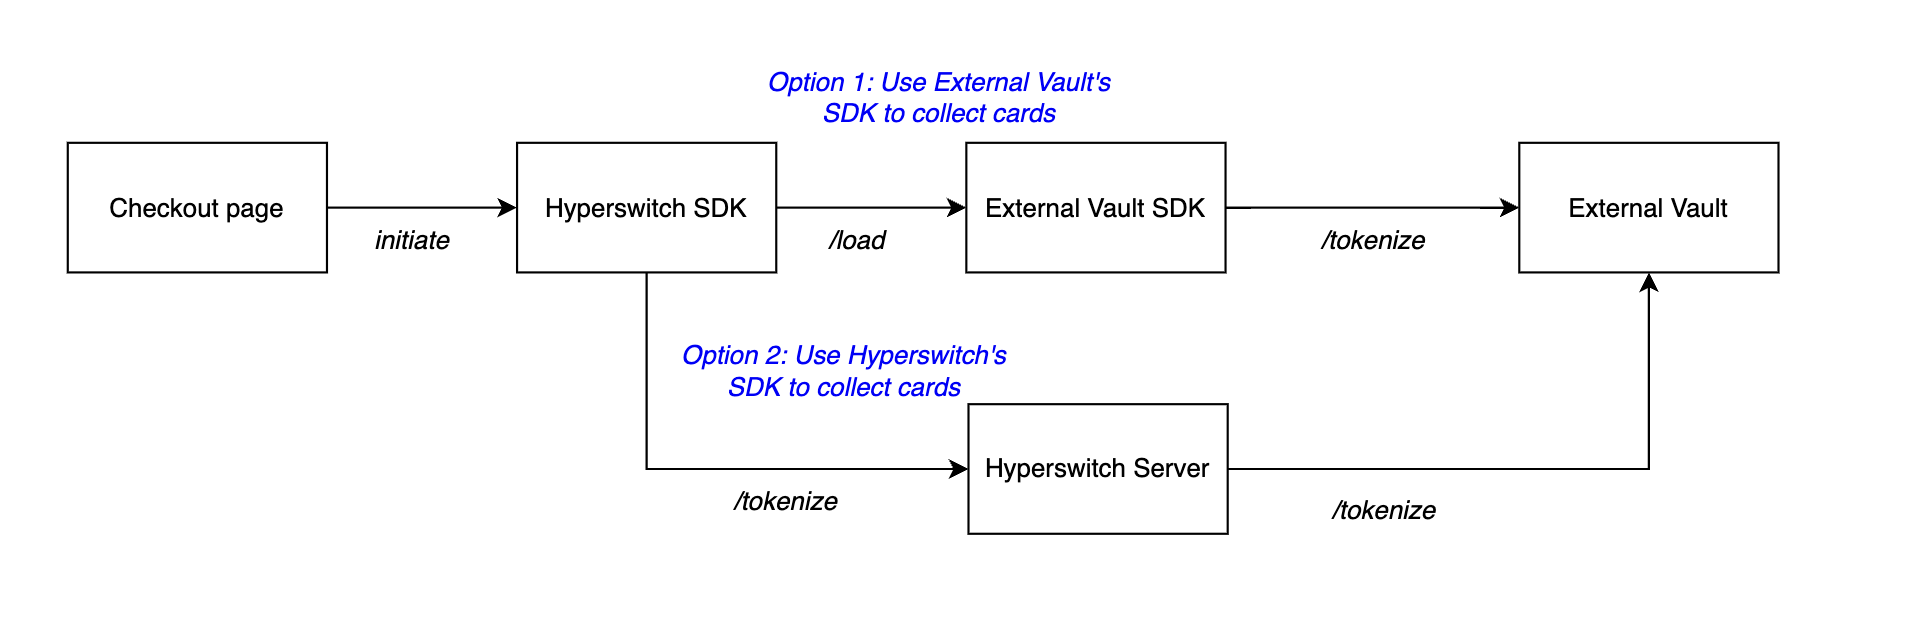 Option 1: Use External Vault's
SDK to collect cards
Checkout page
initiate
Hyperswitch SDK
/load
External Vault SDK
/tokenize
External Vault
Option 2: Use Hyperswitch's
SDK to collect cards
/tokenize
Hyperswitch Server
/tokenize